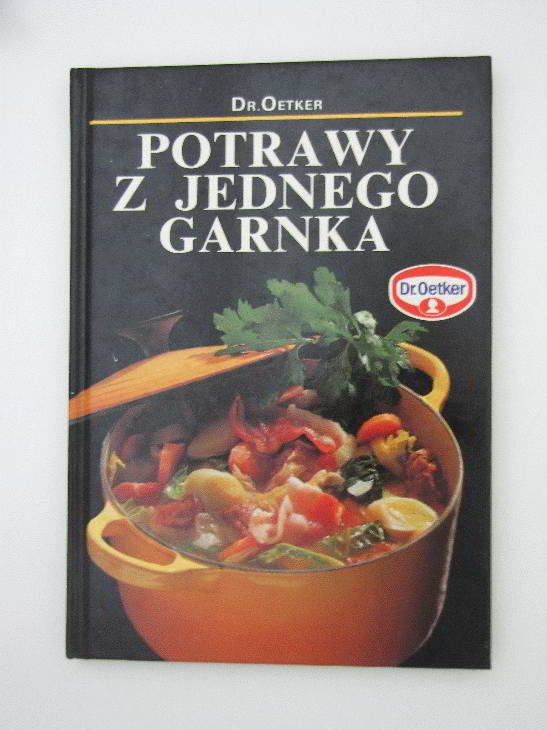 DR. OETKER
POTRAWY
Z JEDNEGO
GARNKA
Dr.Oetker